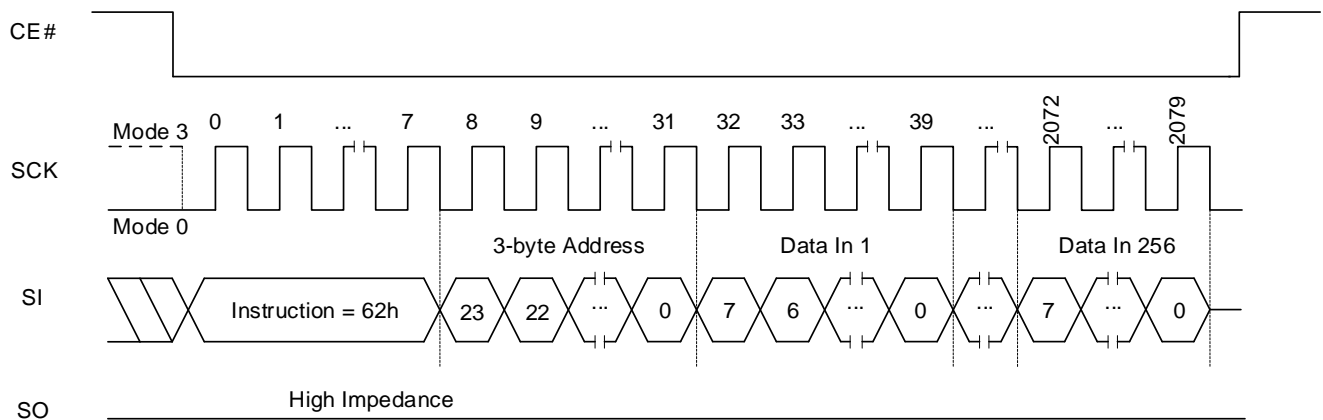 CE#
0 1 ... 7 8 9 ... 31 32 33 ... 39 ... 2072 ... 2079
Mode 3
SCK
Mode 0
3-byte Address Data In 1 Data In 256
SI
Instruction = 62h 23 22 ... 0 7 6 ... 0 ... 7 ... 0
High Impedance
SO